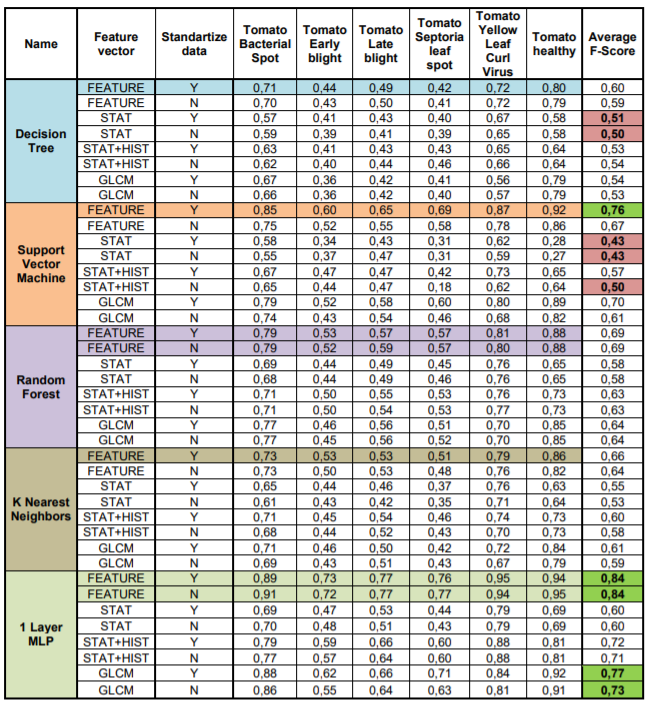 Name Feature vector Standartize data Tomato Bacterial Spot Tomato Early blight Tomato Late blight Tomato Septoria leaf spot Tomato Yellow Leaf Curl Virus Tomato healthy Average F-Score
Decision Tree
FEATURE Y 0,71 0,44 0,49 0,42 0,72 0,80 0,60
FEATURE N 0,70 0,43 0,50 0,41 0,72 0,79 0,59
STAT Y 0,57 0,41 0,43 0,40 0,67 0,58 0,51
STAT N 0,59 0,39 0,41 0,39 0,65 0,58 0,50
STAT+HIST Y 0,63 0,41 0,43 0,43 0,65 0,64 0,53
STAT+HIST N 0,62 0,40 0,44 0,46 0,66 0,64 0,54
GLCM Y 0,67 0,36 0,42 0,41 0,56 0,79 0,54
GLCM N 0,66 0,36 0,42 0,40 0,57 0,79 0,53
Support Vector Machine
FEATURE Y 0,85 0,60 0,65 0,69 0,87 0,92 0,76
FEATURE N 0,75 0,52 0,55 0,58 0,78 0,86 0,67
STAT Y 0,58 0,34 0,43 0,31 0,62 0,28 0,43
STAT N 0,55 0,37 0,47 0,31 0,59 0,27 0,43
STAT+HIST Y 0,67 0,47 0,47 0,42 0,73 0,65 0,57
STAT+HIST N 0,65 0,44 0,47 0,18 0,62 0,64 0,50
GLCM Y 0,79 0,52 0,58 0,60 0,80 0,89 0,70
GLCM N 0,74 0,43 0,54 0,46 0,68 0,82 0,61
Random Forest
FEATURE Y 0,79 0,53 0,57 0,57 0,81 0,88 0,69
FEATURE N 0,79 0,52 0,59 0,57 0,80 0,88 0,69
STAT Y 0,69 0,44 0,49 0,45 0,76 0,65 0,58
STAT N 0,68 0,44 0,49 0,46 0,76 0,65 0,58
STAT+HIST Y 0,71 0,50 0,55 0,53 0,76 0,73 0,63
STAT+HIST N 0,71 0,50 0,54 0,53 0,77 0,73 0,63
GLCM Y 0,77 0,46 0,56 0,51 0,70 0,85 0,64
GLCM N 0,77 0,45 0,56 0,52 0,70 0,85 0,64
K Nearest Neighbors
FEATURE Y 0,73 0,53 0,53 0,51 0,79 0,86 0,66
FEATURE N 0,73 0,50 0,53 0,48 0,76 0,82 0,64
STAT Y 0,65 0,44 0,46 0,37 0,76 0,63 0,55
STAT N 0,61 0,43 0,42 0,35 0,71 0,64 0,53
STAT+HIST Y 0,71 0,45 0,54 0,46 0,74 0,73 0,60
STAT+HIST N 0,68 0,44 0,52 0,43 0,70 0,73 0,58
GLCM Y 0,71 0,46 0,50 0,42 0,72 0,84 0,61
GLCM N 0,69 0,43 0,51 0,43 0,67 0,79 0,59
1 Layer MLP
FEATURE Y 0,89 0,73 0,77 0,76 0,95 0,94 0,84
FEATURE N 0,91 0,72 0,77 0,77 0,94 0,95 0,84
STAT Y 0,69 0,47 0,53 0,44 0,79 0,69 0,60
STAT N 0,70 0,48 0,51 0,43 0,79 0,69 0,60
STAT+HIST Y 0,79 0,59 0,66 0,60 0,88 0,81 0,72
STAT+HIST N 0,77 0,57 0,64 0,60 0,88 0,81 0,71
GLCM Y 0,88 0,62 0,66 0,71 0,84 0,92 0,77
GLCM N 0,86 0,55 0,64 0,63 0,81 0,91 0,73